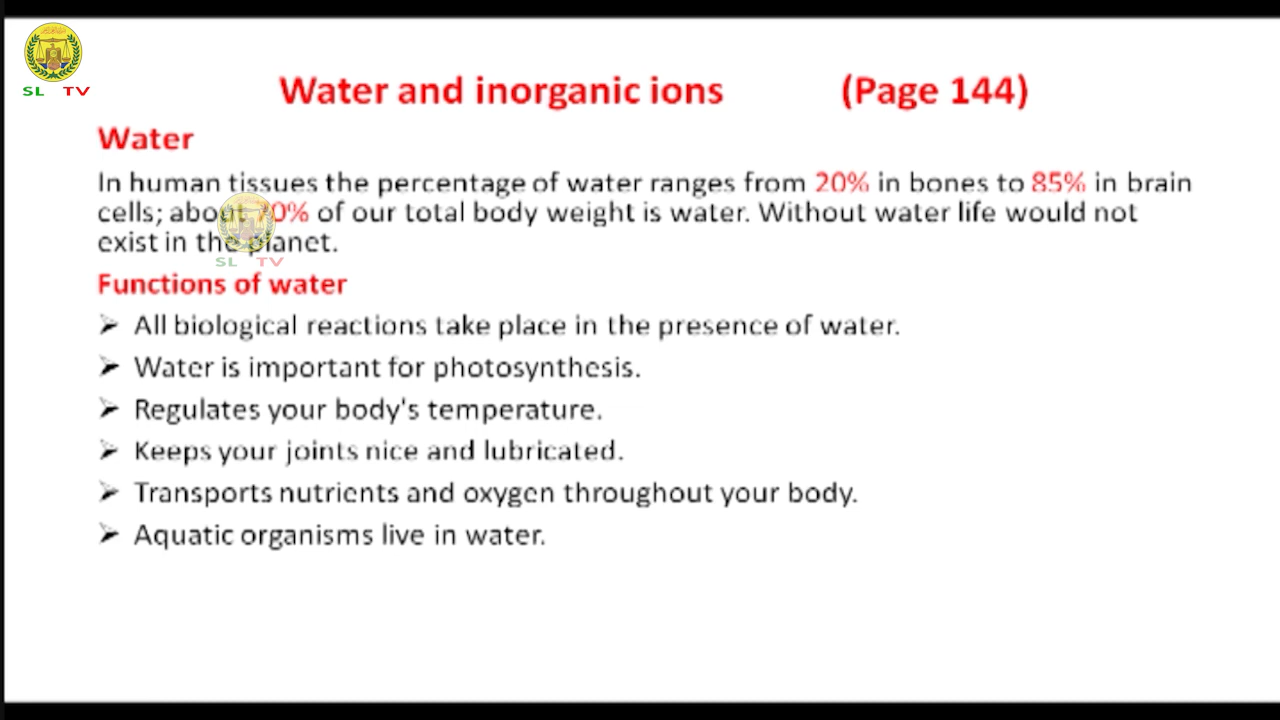 SL TV
Water and inorganic ions (Page 144)
Water
In human tissues the percentage of water ranges from 20% in bones to 85% in brain
cells; about 70% of our total body weight is water. Without water life would not
exist in the planet.
SL TV
Functions of water
➢ All biological reactions take place in the presence of water.
➢ Water is important for photosynthesis.
➢ Regulates your body's temperature.
➢ Keeps your joints nice and lubricated.
➢ Transports nutrients and oxygen throughout your body.
➢ Aquatic organisms live in water.